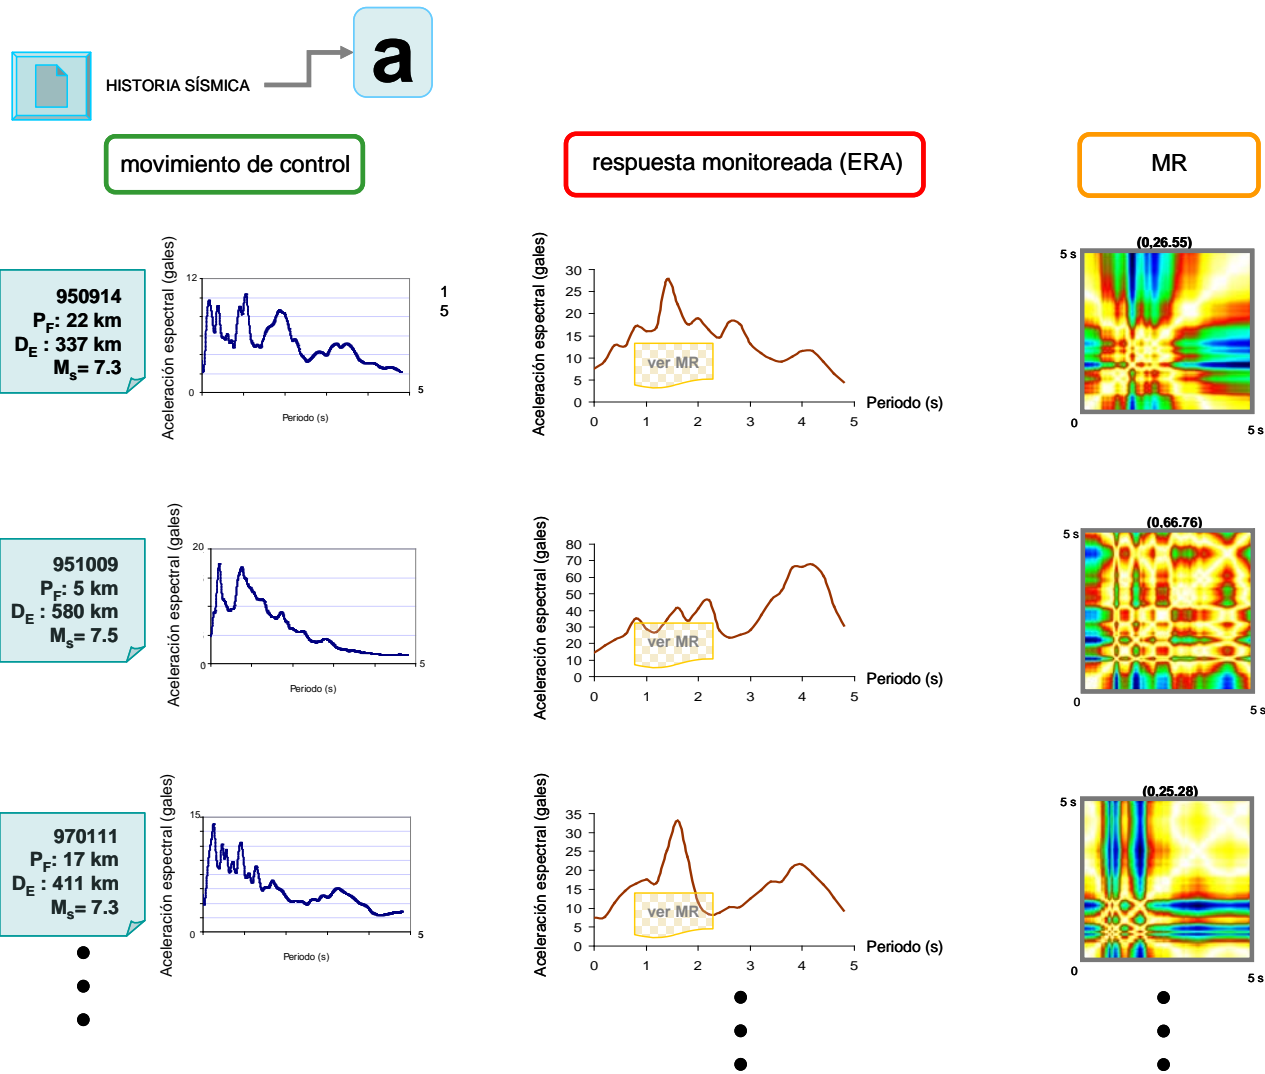 a
HISTORIA SÍSMICA
movimiento de control
respuesta monitoreada (ERA)
MR
950914
PF: 22 km
DE : 337 km
Ms= 7.3
Aceleración espectral (gales)
12
0
5
Periodo (s)
1
5
Aceleración espectral (gales)
30
25
20
15
10
5
0
0 1 2 3 4 5
Periodo (s)
ver MR
(0,26.55)
5 s
0
5 s
951009
PF: 5 km
DE : 580 km
Ms= 7.5
Aceleración espectral (gales)
20
0
5
Periodo (s)
Aceleración espectral (gales)
80
70
60
50
40
30
20
10
0
0 1 2 3 4 5
Periodo (s)
ver MR
(0,66.76)
5 s
0
5 s
970111
PF: 17 km
DE : 411 km
Ms= 7.3
Aceleración espectral (gales)
15
0
5
Periodo (s)
Aceleración espectral (gales)
35
30
25
20
15
10
5
0
0 1 2 3 4 5
Periodo (s)
ver MR
(0,25.28)
5 s
0
5 s